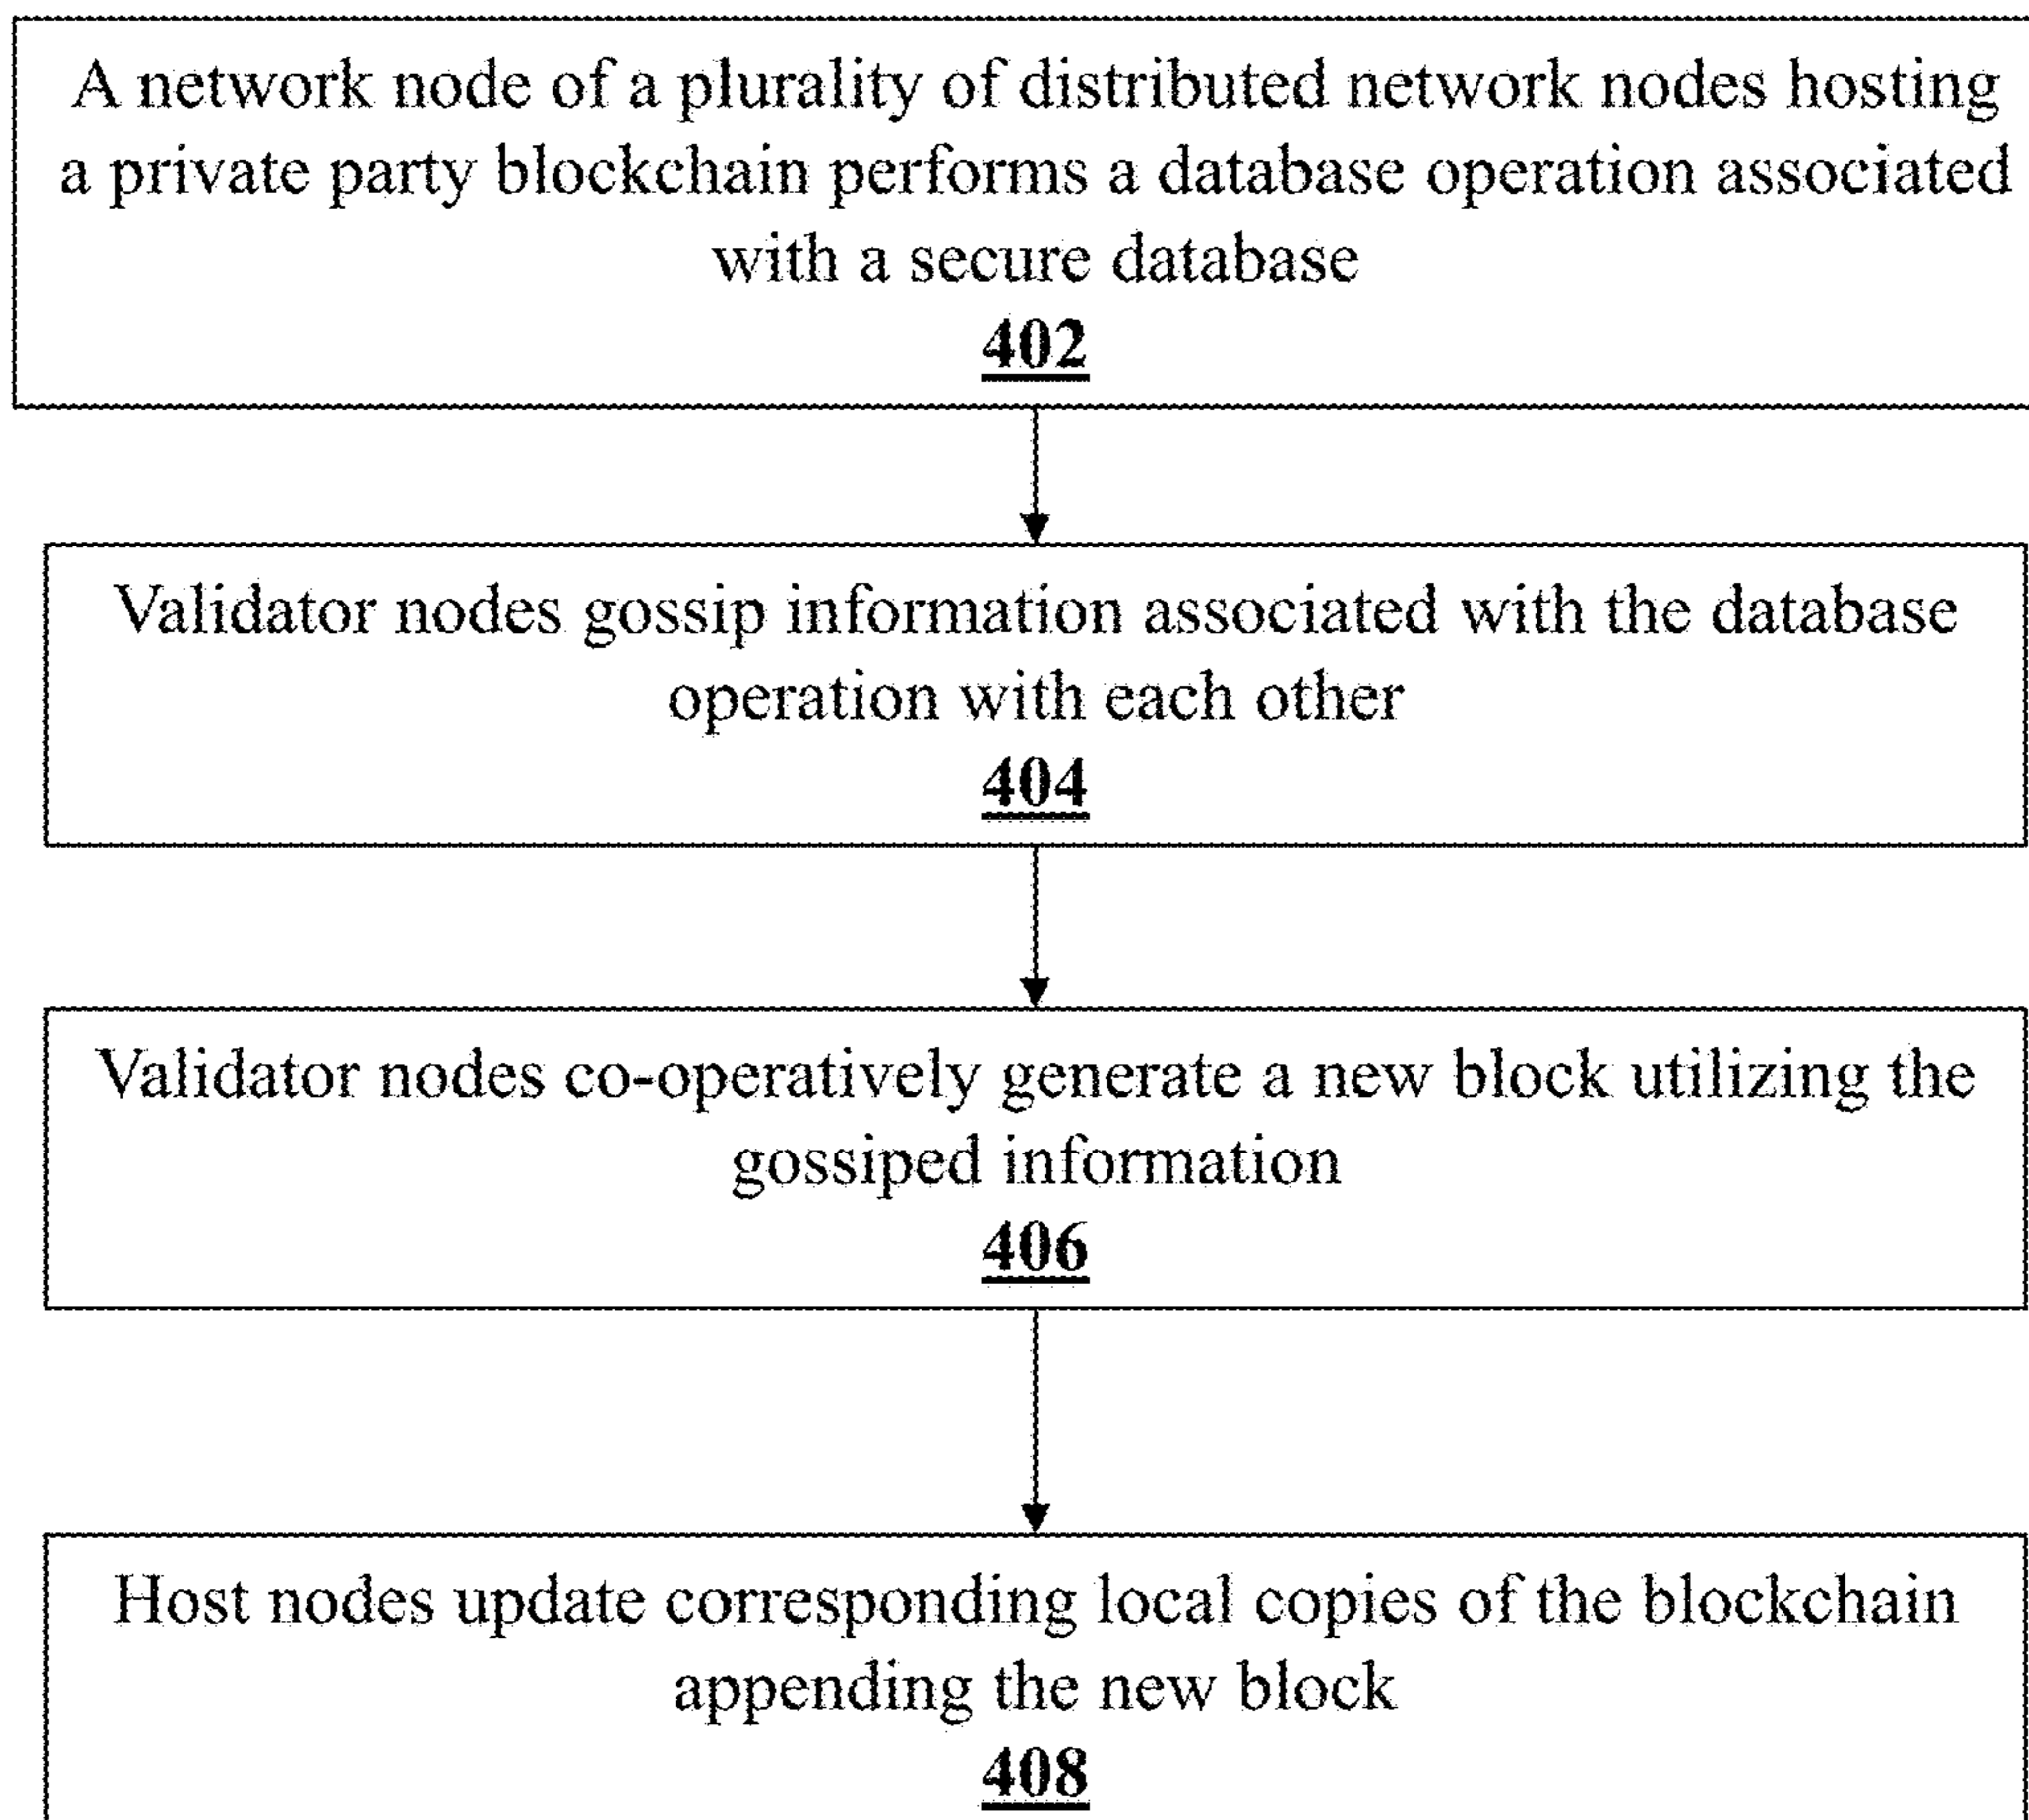 A network node of a plurality of distributed network nodes hosting
a private party blockchain performs a database operation associated
with a secure database
402
Validator nodes gossip information associated with the database
operation with each other
404
Validator nodes co-operatively generate a new block utilizing the
gossiped information
406
Host nodes update corresponding local copies of the blockchain
appending the new block
408